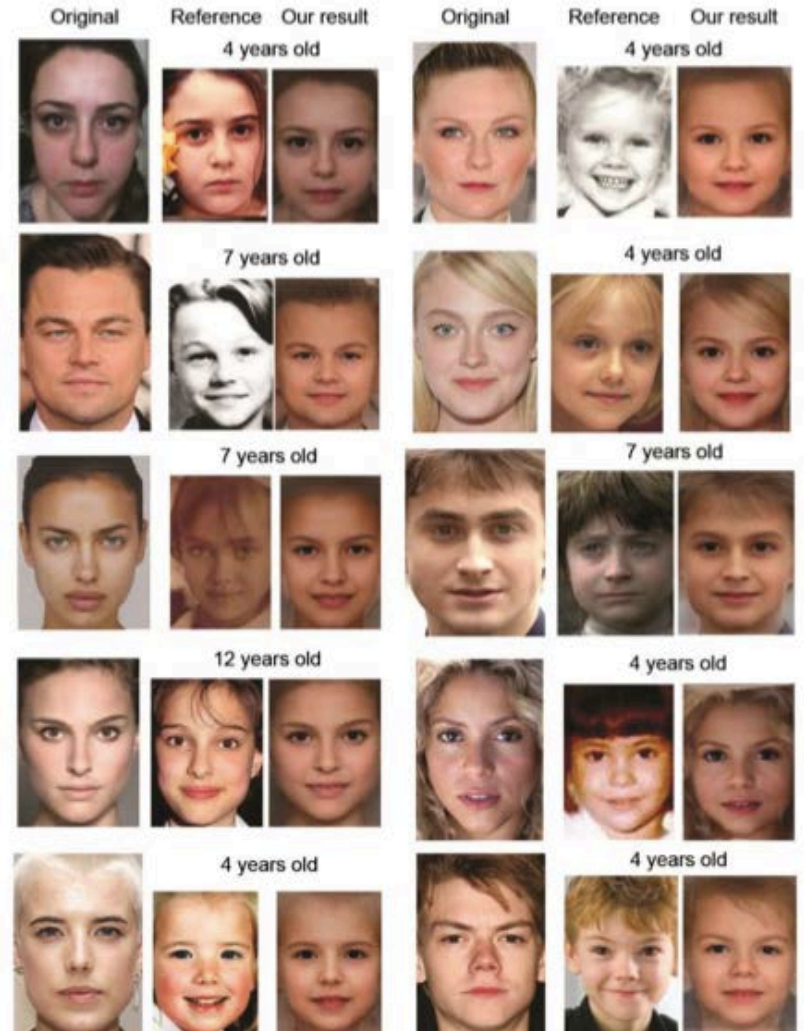 Original Reference Our result Original Reference Our result
4 years old 4 years old
7 years old 4 years old
7 years old 7 years old
12 years old 4 years old
4 years old 4 years old